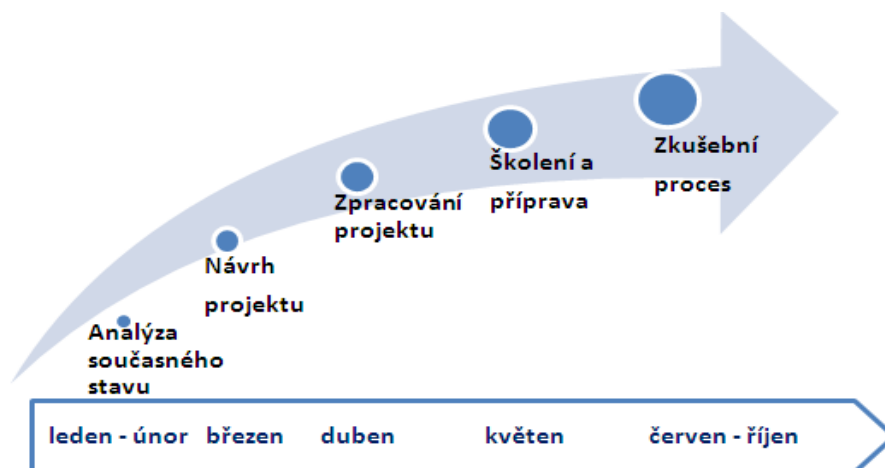 Analýza
současného
stavu
Návrh
projektu
Zpracování
projektu
Školení a
příprava
Zkušební
proces
leden - únor březen duben květen červen - říjen